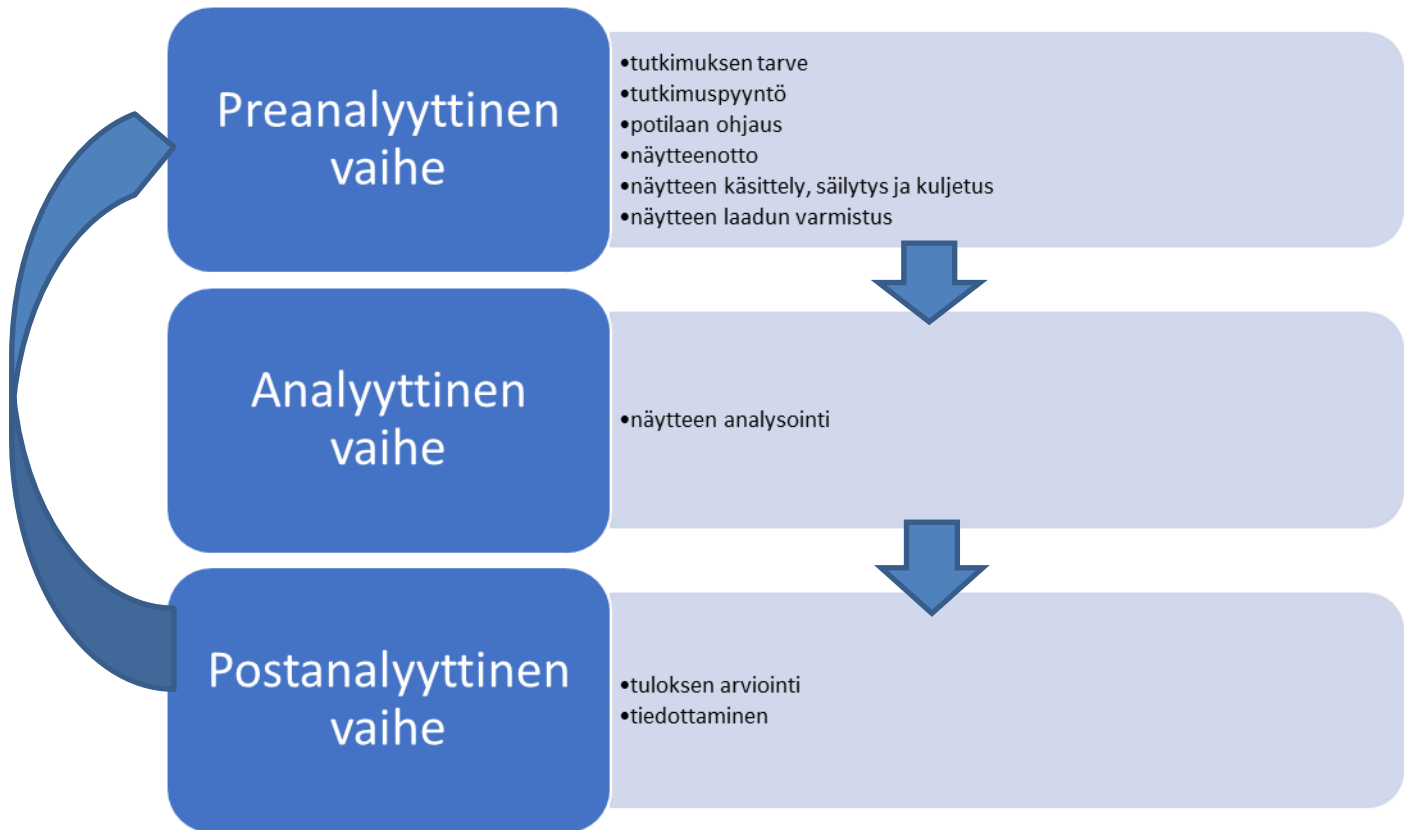 Preanalyyttinen
vaihe
•tutkimuksen tarve
•tutkimuspyyntö
•potilaan ohjaus
•näytteenotto
•näytteen käsittely, säilytys ja kuljetus
•näytteen laadun varmistus
Analyyttinen
vaihe
•näytteen analysointi
Postanalyyttinen
vaihe
•tuloksen arviointi
•tiedottaminen